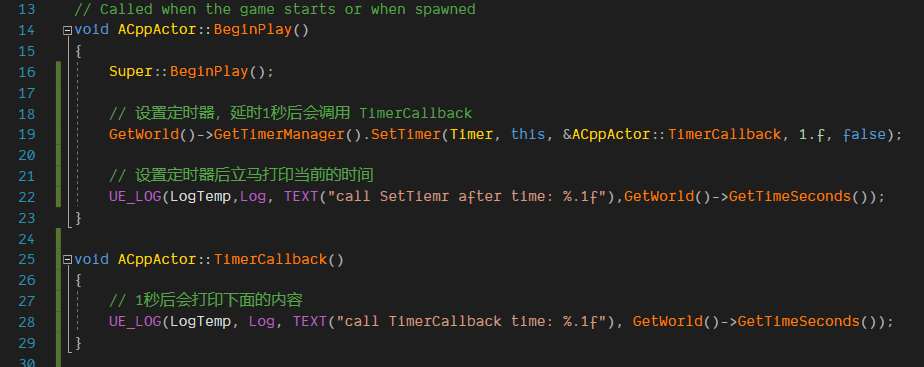 13 // Called when the game starts or when spawned
14 void ACppActor::BeginPlay()
15 {
16 Super::BeginPlay();
17
18 // 设置定时器，延时1秒后会调用 TimerCallback
19 GetWorld()->GetTimerManager().SetTimer(Timer, this, &ACppActor::TimerCallback, 1.f, false);
20
21 // 设置定时器后立马打印当前的时间
22 UE_LOG(LogTemp,Log, TEXT("call SetTiemr after time: %.1f"),GetWorld()->GetTimeSeconds());
23 }
24
25 void ACppActor::TimerCallback()
26 {
27 // 1秒后会打印下面的内容
28 UE_LOG(LogTemp, Log, TEXT("call TimerCallback time: %.1f"), GetWorld()->GetTimeSeconds());
29 }
30